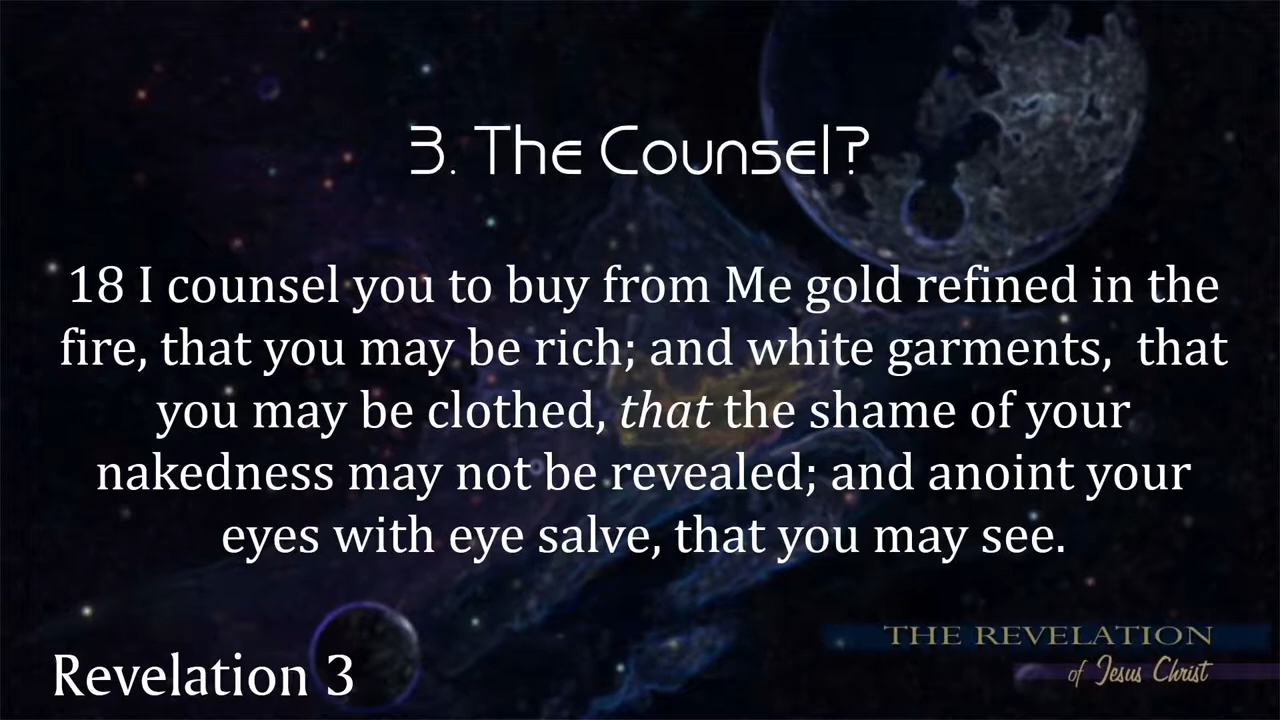 3. The Counsel?
18 I counsel you to buy from Me gold refined in the
fire, that you may be rich; and white garments,  that
you may be clothed, that the shame of your
nakedness may not be revealed; and anoint your
eyes with eye salve, that you may see.
THE REVELATION
of Jesus Christ
Revelation 3